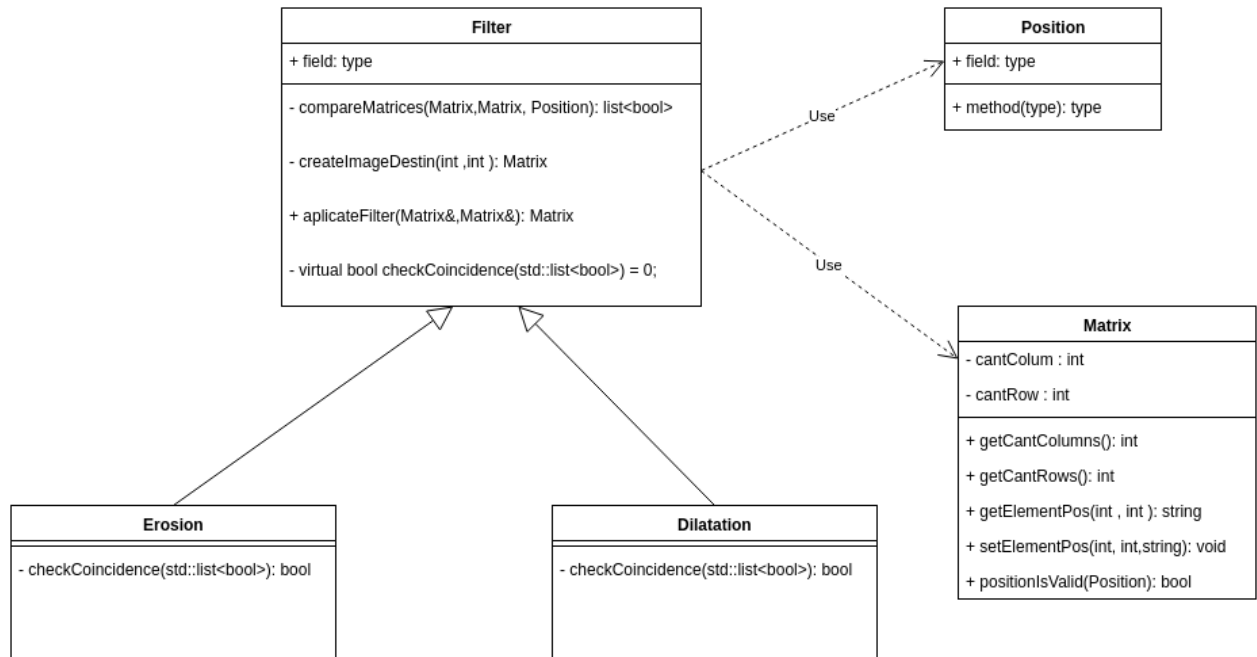 Filter
+ field: type
- compareMatrices(Matrix,Matrix, Position): list<bool>
- createImageDestin(int ,int ): Matrix
+ aplicateFilter(Matrix&,Matrix&): Matrix
- virtual bool checkCoincidence(std::list<bool>) = 0;
Position
+ field: type
+ method(type): type
Use
Use
Matrix
- cantColum : int
- cantRow : int
+ getCantColumns(): int
+ getCantRows(): int
+ getElementPos(int , int ): string
+ setElementPos(int, int,string): void
+ positionIsValid(Position): bool
Erosion
- checkCoincidence(std::list<bool>): bool
Dilatation
- checkCoincidence(std::list<bool>): bool